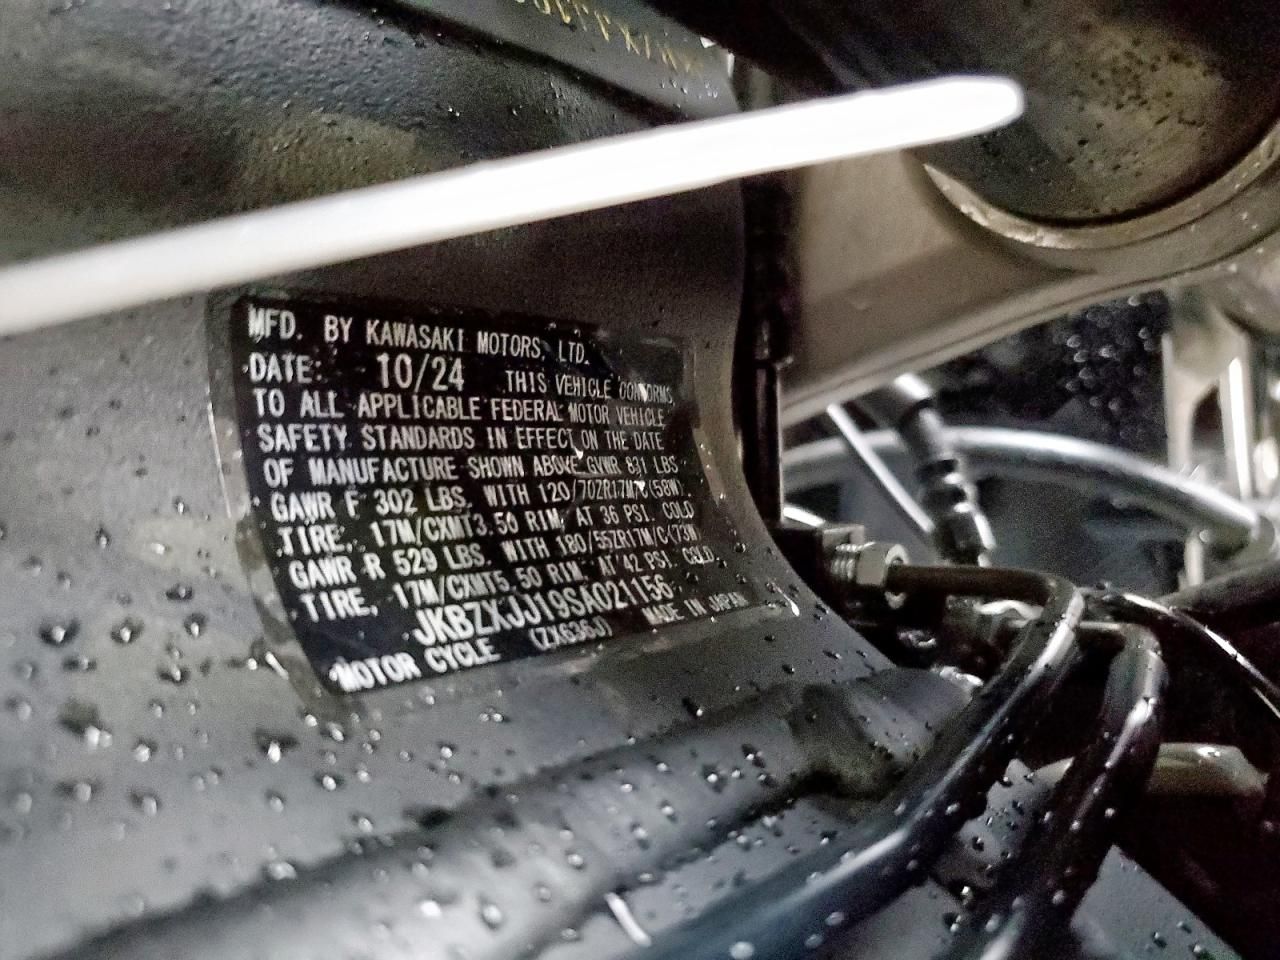 MFD. BY KAWASAKI MOTORS, LTD.
DATE: 10/24 THIS VEHICLE CONFORMS
TO ALL APPLICABLE FEDERAL MOTOR VEHICLE
SAFETY STANDARDS IN EFFECT ON THE DATE
OF MANUFACTURE SHOWN ABOVE. GVWR 831 LBS
GAWR F 302 LBS. WITH 120/70ZR17M/C(58W)
TIRE, 17M/CXMT3.50 RIM, AT 36 PSI. COLD
GAWR R 529 LBS. WITH 180/55ZR17M/C(73W
TIRE, 17M/CXMT5.50 RIM, AT 42 PSI. COLD
JKBZXJJ19SA021156
MOTOR CYCLE (ZX636J) MADE IN JAPAN